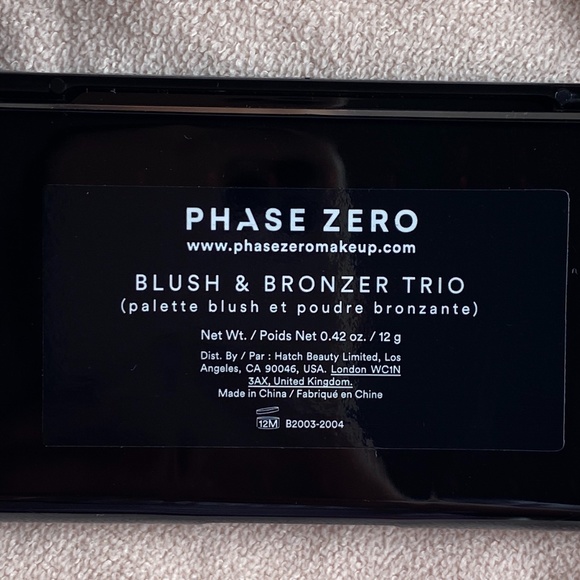 PHASE ZERO
www.phasezeromakeup.com
BLUSH & BRONZER TRIO
(palette blush et poudre bronzante)
Net Wt. / Poids Net 0.42 oz. / 12 g
Dist. By / Par : Hatch Beauty Limited, Los
Angeles, CA 90046, USA. London WC1N
3AX, United Kingdom.
Made in China / Fabriqué en Chine
12M B2003-2004